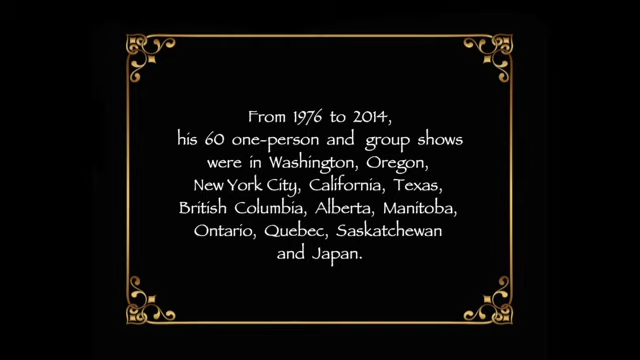 From 1976 to 2014,
his 60 one-person and group shows
were in Washington, Oregon,
New York City, California, Texas,
British Columbia, Alberta, Manitoba,
Ontario, Quebec, Saskatchewan
and Japan.